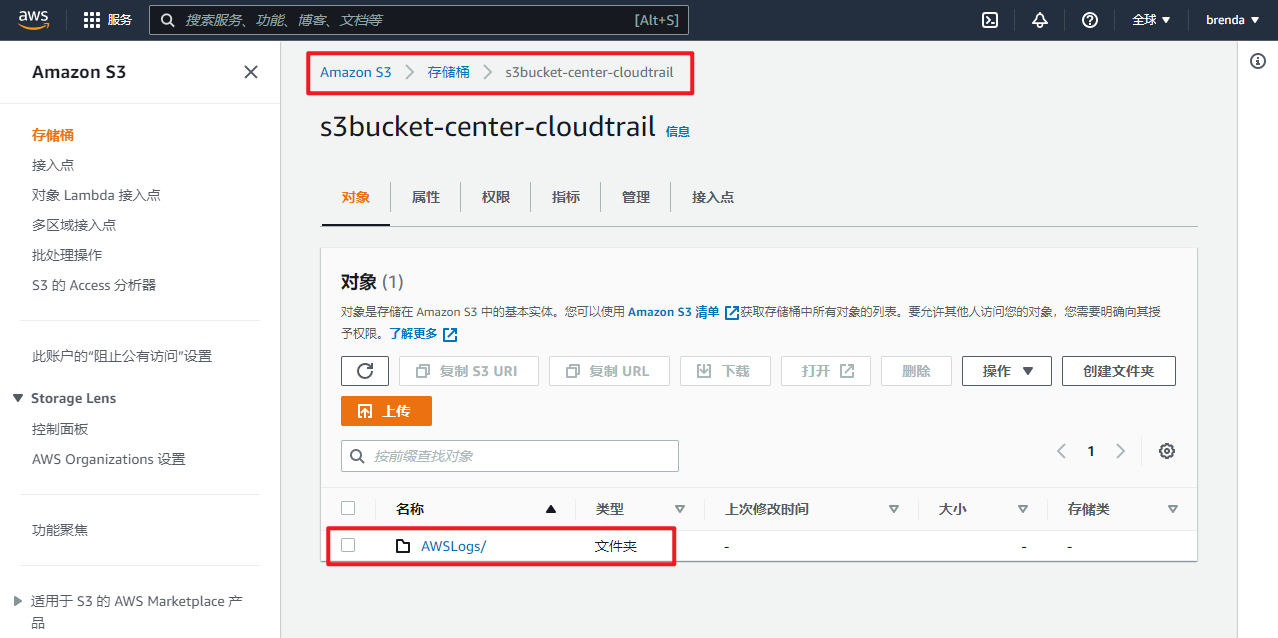 aws
服务
搜索服务、功能、博客、文档等
[Alt+S]
全球
brenda
Amazon S3
存储桶
接入点
对象 Lambda 接入点
多区域接入点
批处理操作
S3 的 Access 分析器
此账户的“阻止公有访问”设置
Storage Lens
控制面板
AWS Organizations 设置
功能聚焦
适用于 S3 的 AWS Marketplace 产
品
Amazon S3 存储桶 s3bucket-center-cloudtrail
s3bucket-center-cloudtrail 信息
对象 属性 权限 指标 管理 接入点
对象 (1)
对象是存储在 Amazon S3 中的基本实体。您可以使用 Amazon S3 清单 获取存储桶中所有对象的列表。要允许其他人访问您的对象，您需要明确向其授
予权限。了解更多
复制 S3 URI 复制 URL 下载 打开 删除 操作 创建文件夹
上传
按前缀查找对象
1
名称 类型 上次修改时间 大小 存储类
AWSLogs/ 文件夹 - - -